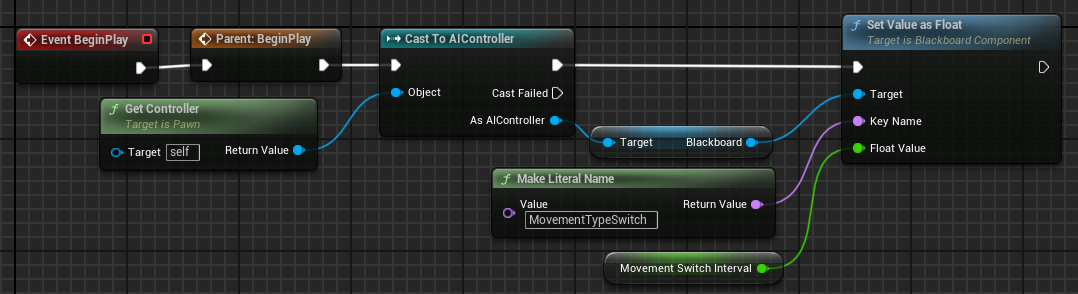 Event BeginPlay
Parent: BeginPlay
Cast To AIController
Object
Cast Failed
As AIController
Set Value as Float
Target is Blackboard Component
Target
Key Name
Float Value
f Get Controller
Target is Pawn
Target self Return Value
Target Blackboard
f Make Literal Name
Value Return Value
MovementTypeSwitch
Movement Switch Interval